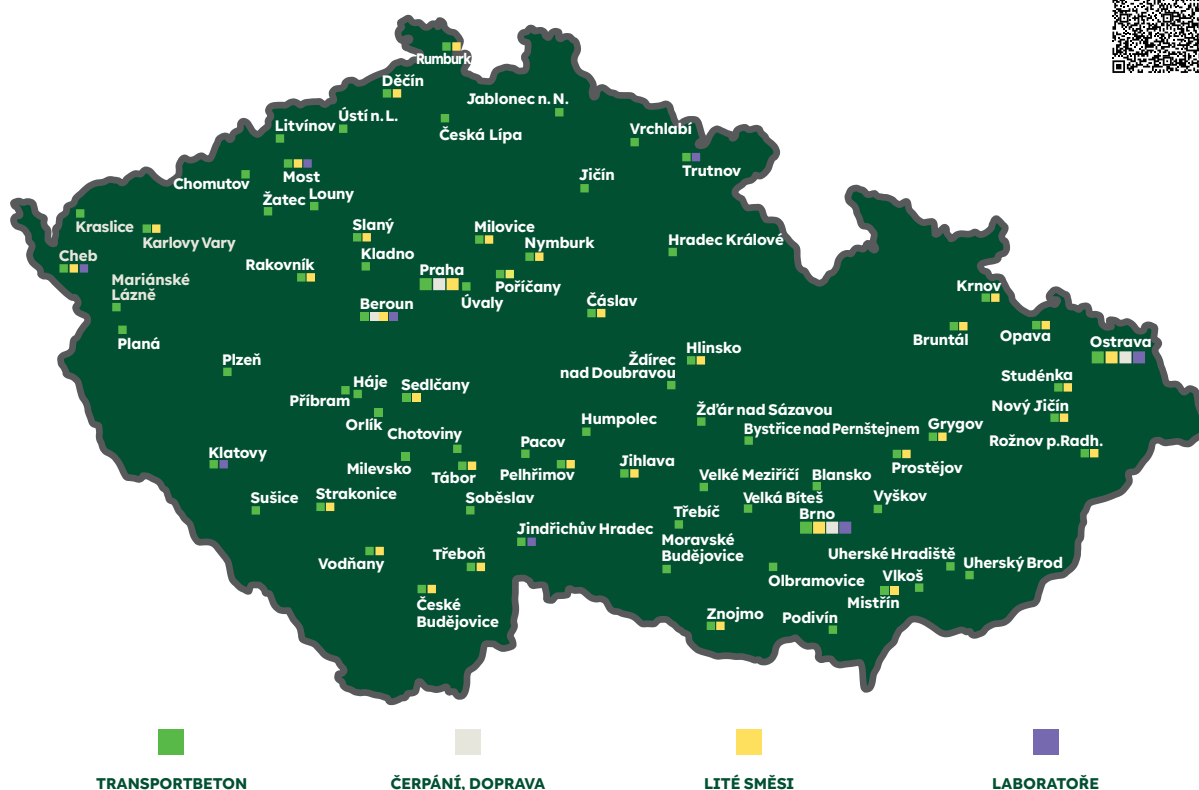 Rumburk
Děčín
Jablonec n. N.
Ústí n. L.
Litvínov
Česká Lípa
Vrchlabí
Trutnov
Most
Chomutov
Jičín
Žatec
Louny
Kraslice
Karlovy Vary
Slaný
Milovice
Nymburk
Hradec Králové
Cheb
Kladno
Rakovník
Praha
Poříčany
Mariánské
Lázně
Úvaly
Krnov
Beroun
Čáslav
Planá
Bruntál
Opava
Ostrava
Hlinsko
Plzeň
Ždírec
nad Doubravou
Studénka
Háje
Sedlčany
Příbram
Nový Jičín
Orlík
Humpolec
Žďár nad Sázavou
Bystřice nad Pernštejnem
Grygov
Chotoviny
Rožnov p.Radh.
Pacov
Klatovy
Milevsko
Jihlava
Prostějov
Tábor
Pelhřimov
Velké Meziříčí
Blansko
Sušice
Strakonice
Soběslav
Velká Bíteš
Vyškov
Třebíč
Brno
Jindřichův Hradec
Moravské
Budějovice
Vodňany
Třeboň
Uherské Hradiště
Uherský Brod
Olbramovice
Vlkoš
Mistřín
České
Budějovice
Znojmo
Podivín
TRANSPORTBETON
ČERPÁNÍ, DOPRAVA
LITÉ SMĚSI
LABORATOŘE